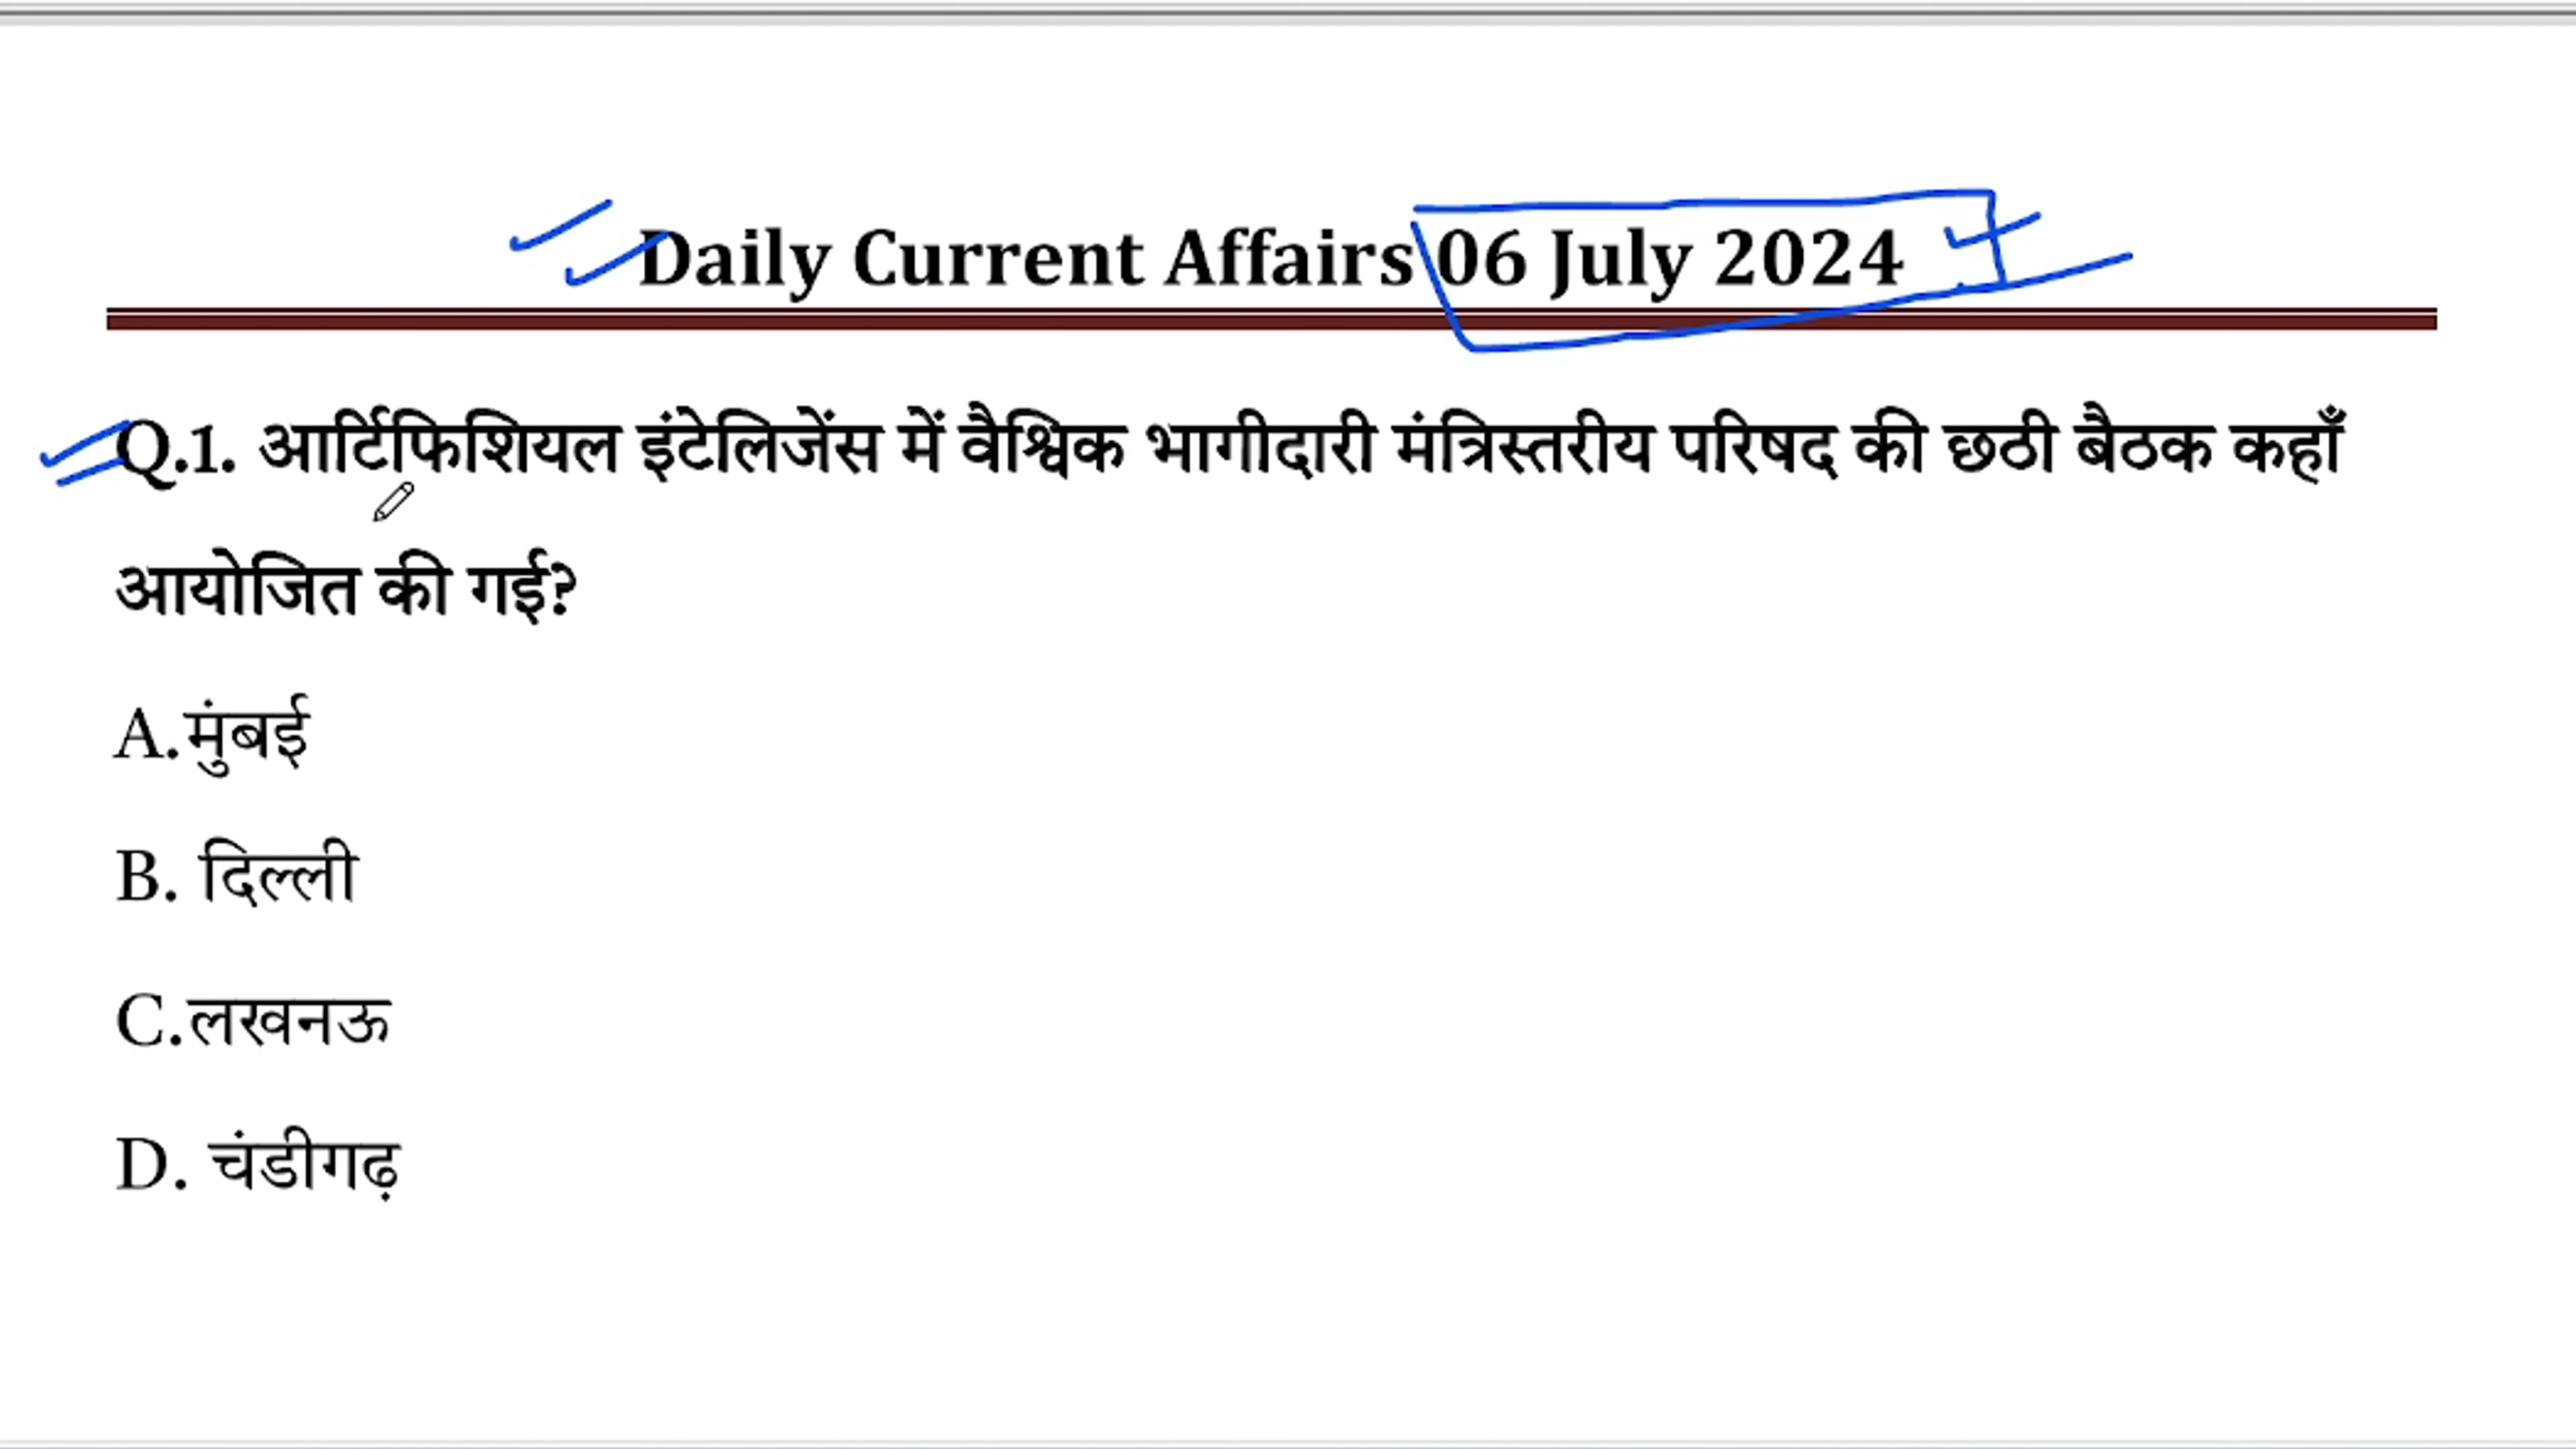 Daily Current Affairs 06 July 2024
Q.1. आर्टिफिशियल इंटेलिजेंस में वैश्विक भागीदारी मंत्रिस्तरीय परिषद की छठी बैठक कहाँ
आयोजित की गई?
A.मुंबई
B. दिल्ली
C.लखनऊ
D. चंडीगढ़